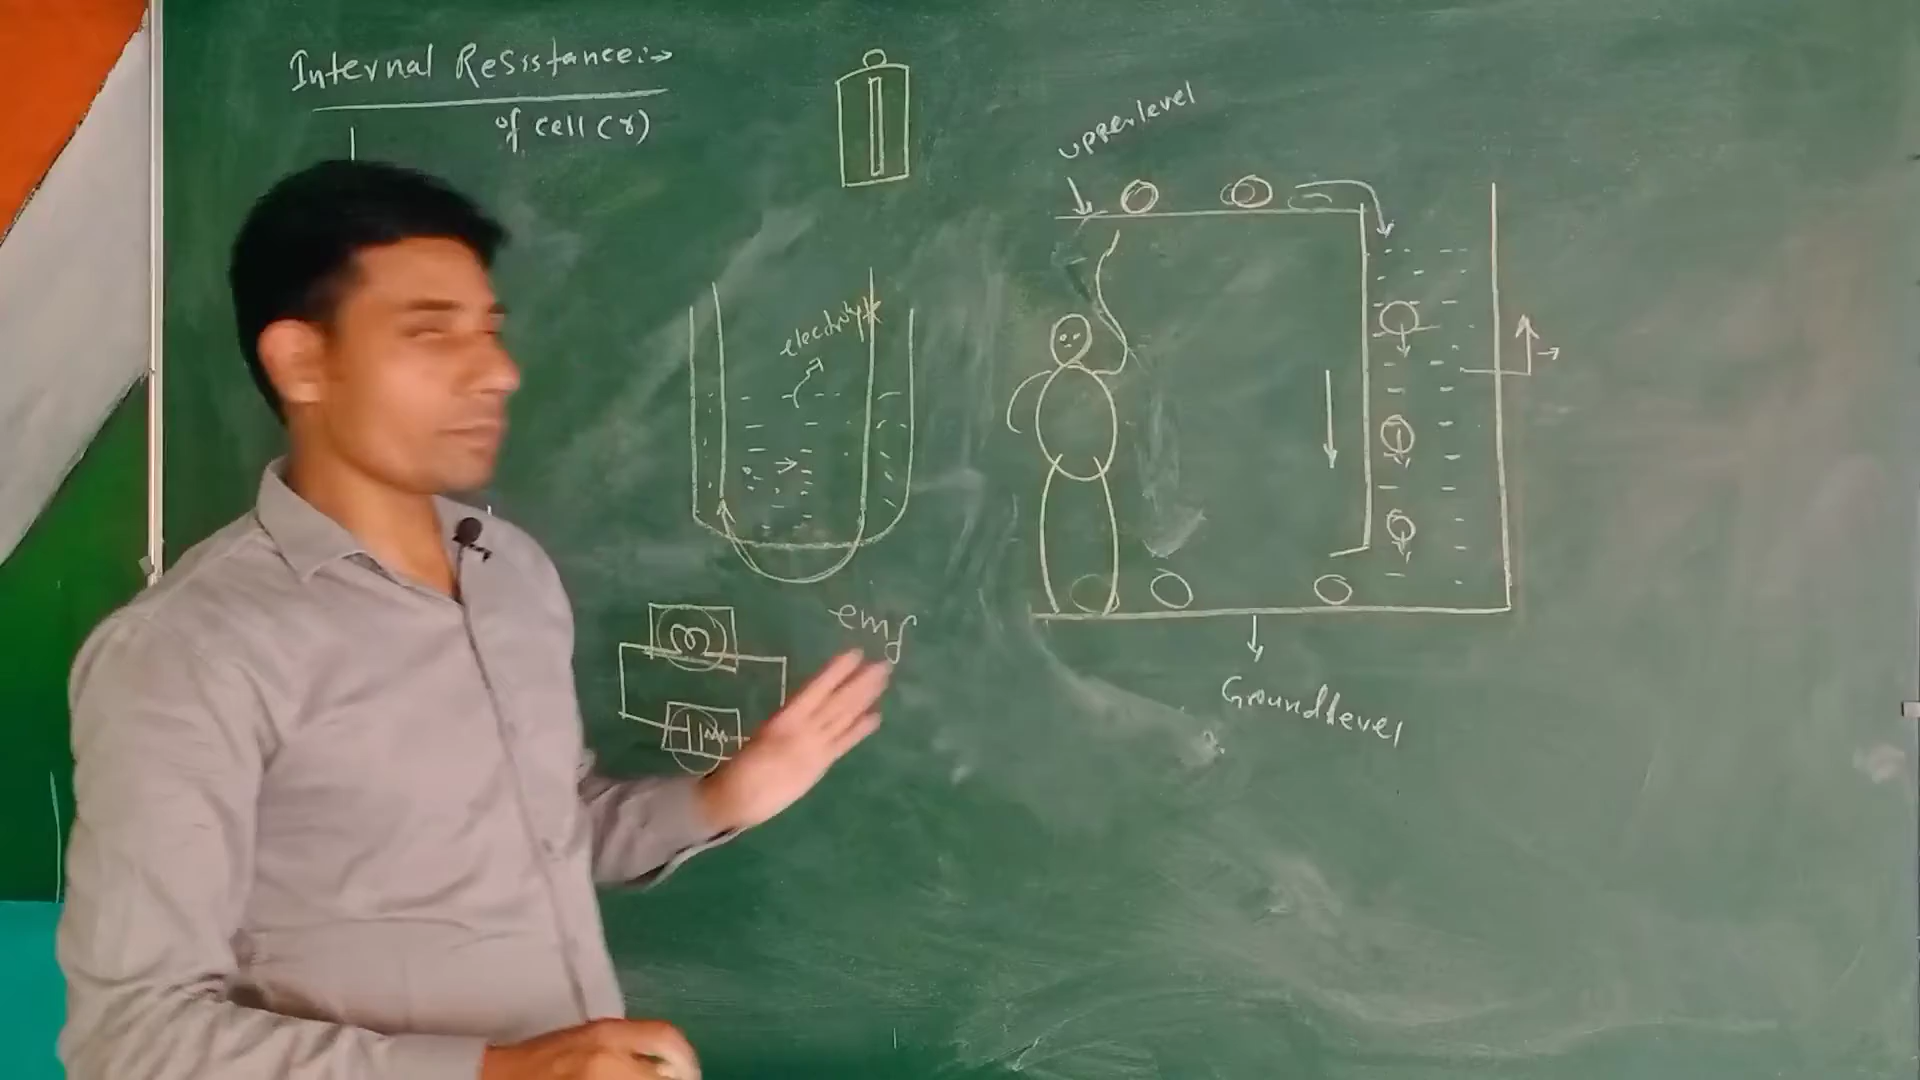 Internal Resistance:→
of cell (r)
upper level
electrolyte
emf
Ground level